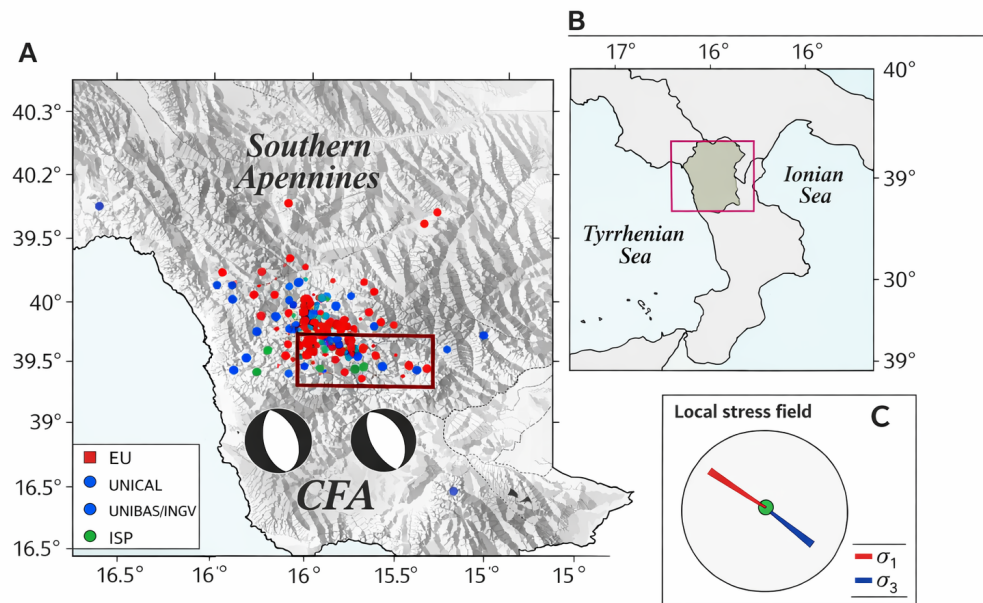 A
40.3°
40.2°
39.5°
40°
39.5°
39°
16.5°
16.5°
Southern
Apennines
CFA
EU
UNICAL
UNIBAS/INGV
ISP
16.5°
16°
16°
15.5°
15°
15°
B
17°
16°
16°
40°
39°
30°
39°
Ionian
Sea
Tyrrhenian
Sea
Local stress field
C
σ1
σ3